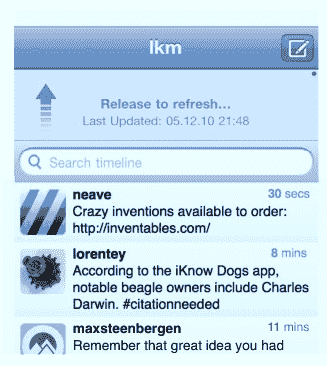 lkm
Release to refresh...
Last Updated: 05.12.10 21:48
Search timeline
neave 30 secs
Crazy inventions available to order:
http://inventables.com/
lorentey 8 mins
According to the iKnow Dogs app,
notable beagle owners include Charles
Darwin. #citationneeded
maxsteenbergen 11 mins
Remember that great idea you had